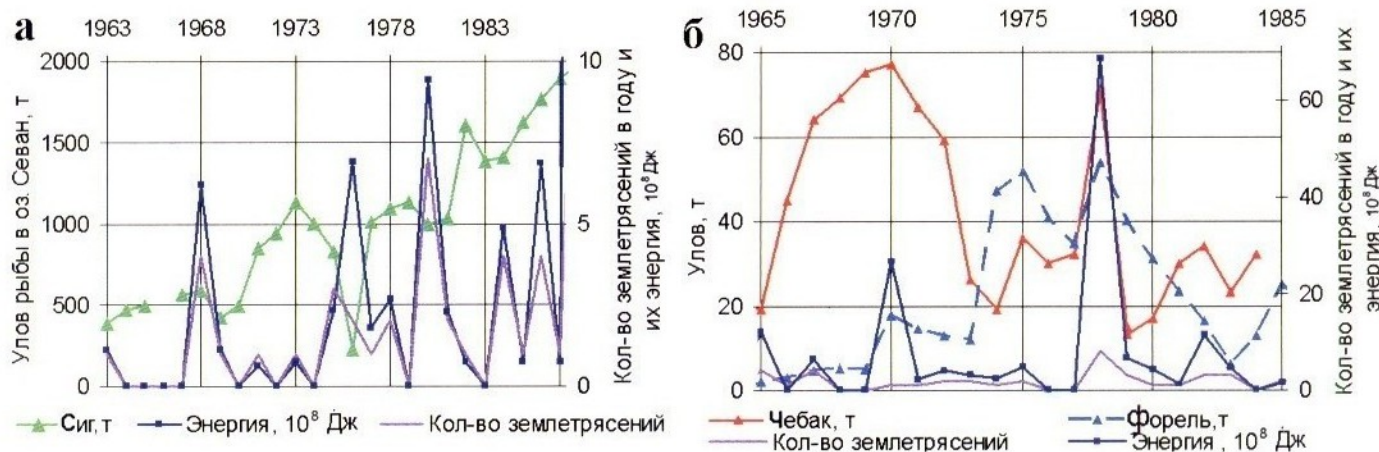 а
1963 1968 1973 1978 1983
2000
1500
1000
500
0
Улов рыбы в оз. Севан, т
10
5
0
Кол-во землетрясений в году и
их энергия, 10⁸ Дж
Сиг,т Энергия, 10⁸ Дж Кол-во землетрясений
б
1965 1970 1975 1980 1985
80
60
40
20
0
Улов, т
60
40
20
0
Кол-во землетрясений в году и их
энергия, 10⁸ Дж
Чебак, т Форель,т
Кол-во землетрясений Энергия, 10⁸ Дж